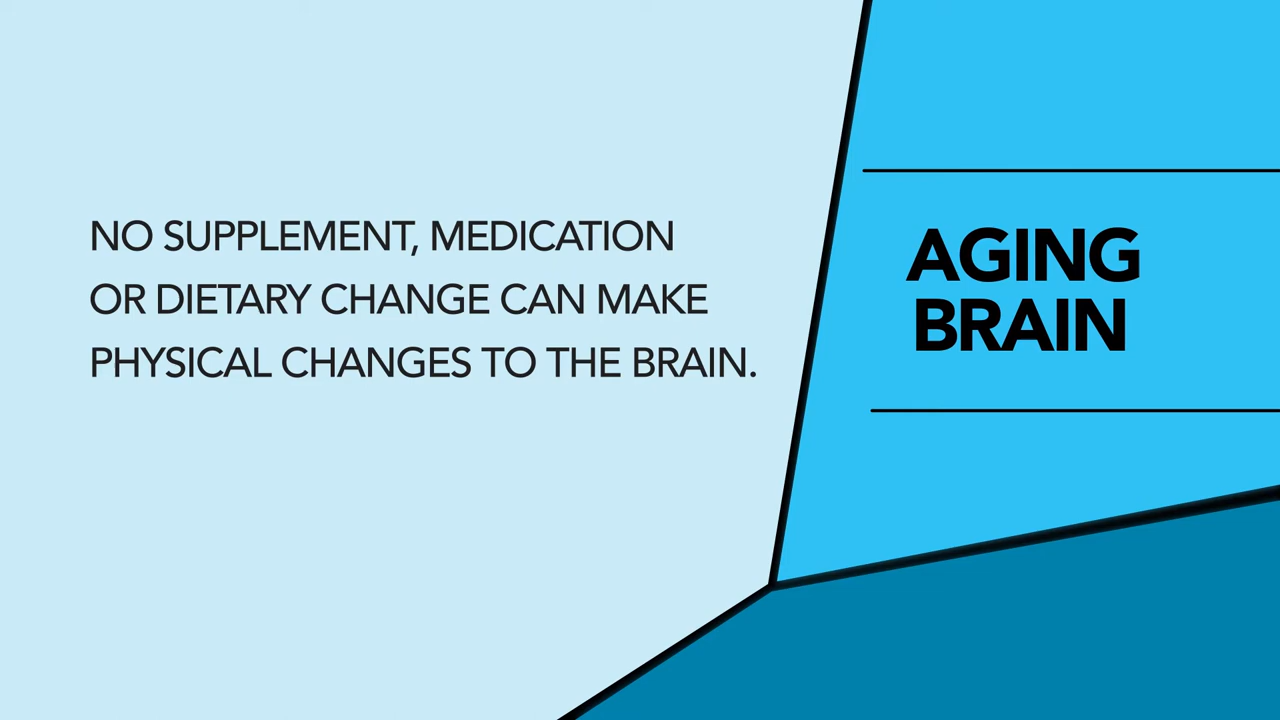 NO SUPPLEMENT, MEDICATION
OR DIETARY CHANGE CAN MAKE
PHYSICAL CHANGES TO THE BRAIN.
AGING
BRAIN